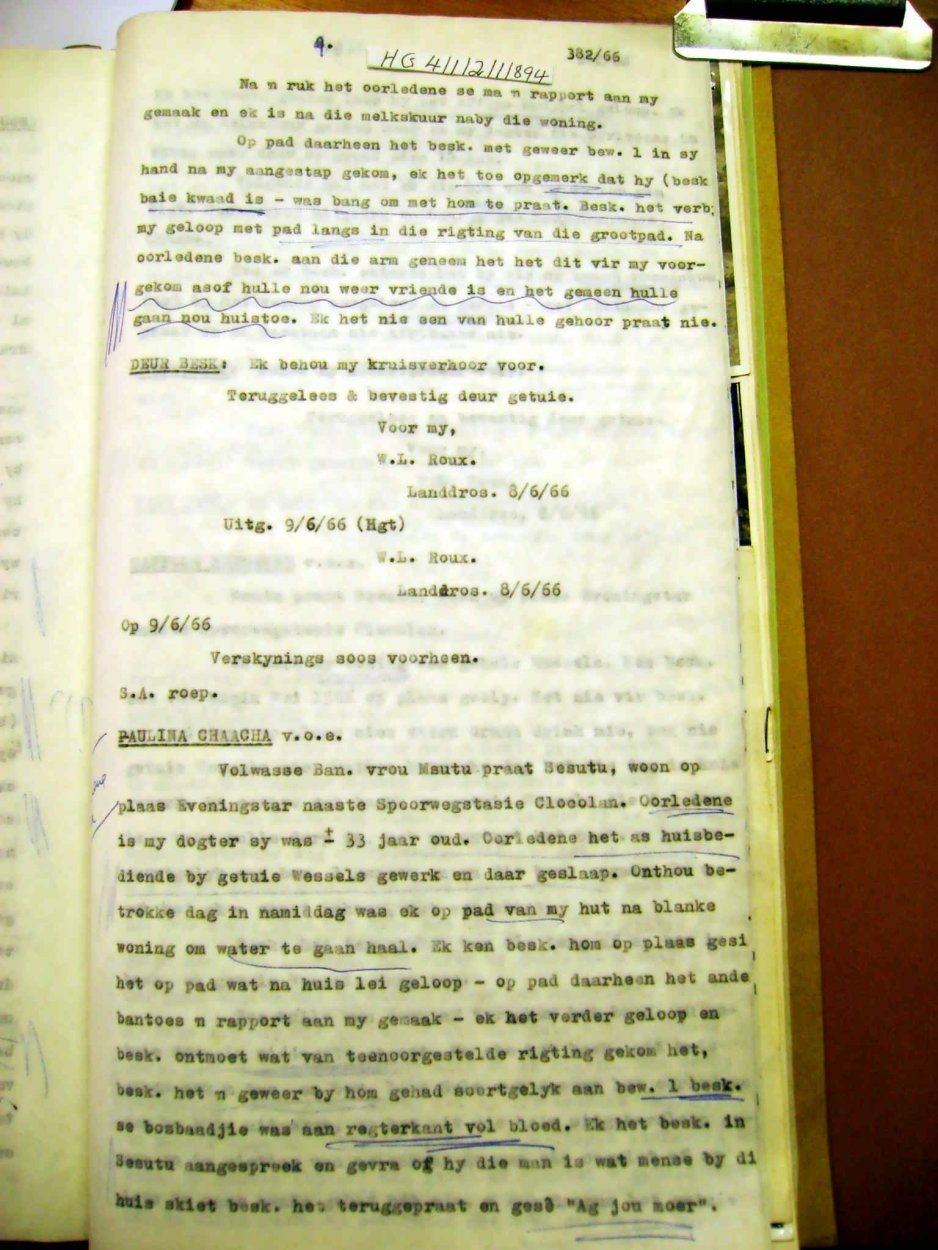 4.
382/66
HG 4/1/2/1/1894
Na 'n ruk het oorledene se ma 'n rapport aan my
gemaak en ek is na die melkskuur naby die woning.
Op pad daarheen het besk. met geweer bew. 1 in sy
hand na my aangestap gekom, ek het toe opgemerk dat hy (besk
baie kwaad is - was bang om met hom te praat. Besk. het verb
my geloop met pad langs in die rigting van die grootpad. Na
oorledene besk. aan die arm geneem het het dit vir my voor-
gekom asof hulle nou weer vriende is en het gemeen hulle
gaan nou huistoe. Ek het nie een van hulle gehoor praat nie.
DEUR BESK: Ek behou my kruisverhoor voor.
Teruggelees & bevestig deur getuie.
Voor my,
W.L. Roux.
Landdros. 8/6/66
Uitg. 9/6/66 (Hgt)
W.L. Roux.
Landdros. 8/6/66
Op 9/6/66
Verskynings soos voorheen.
S.A. roep.
PAULINA CHAACHA v.o.e.
Volwasse Ban. vrou Msutu praat Sesutu, woon op
plaas Eveningstar naaste Spoorwegstasie Clocolan. Oorledene
is my dogter sy was ± 33 jaar oud. Oorledene het as huisbe-
diende by getuie Wessels gewerk en daar geslaap. Onthou be-
trokke dag in namiddag was ek op pad van my hut na blanke
woning om water te gaan haal. Ek ken besk. hom op plaas gesi
het op pad wat na huis lei geloop - op pad daarheen het ande
bantoes 'n rapport aan my gemaak - ek het verder geloop en
besk. ontmoet wat van teenoorgestelde rigting gekom het,
besk. het 'n geweer by hom gehad soortgelyk aan bew. 1 besk.
se bosbaadjie was aan regterkant vol bloed. Ek het besk. in
Sesutu aangespreek en gevra of hy die man is wat mense by di
huis skiet besk. het teruggepraat en gesê "Ag jou moer".